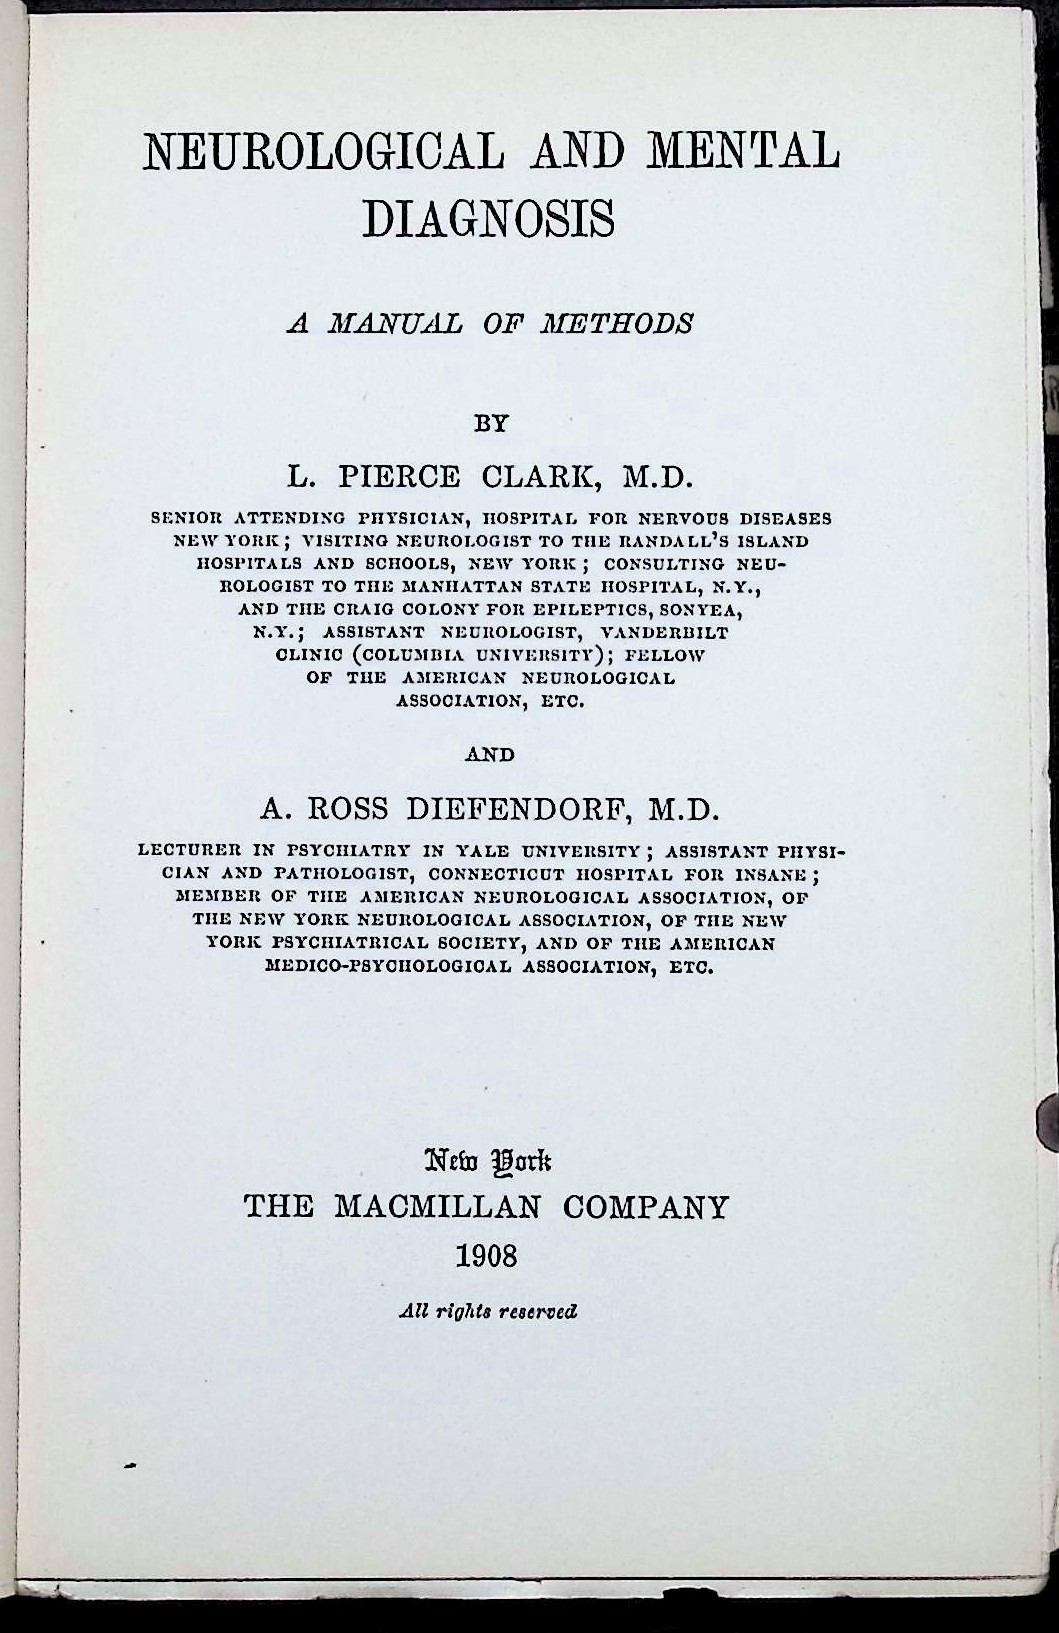 NEUROLOGICAL AND MENTAL
DIAGNOSIS
A MANUAL OF METHODS
BY
L. PIERCE CLARK, M.D.
SENIOR ATTENDING PHYSICIAN, HOSPITAL FOR NERVOUS DISEASES
NEW YORK; VISITING NEUROLOGIST TO THE RANDALL'S ISLAND
HOSPITALS AND SCHOOLS, NEW YORK; CONSULTING NEU-
ROLOGIST TO THE MANHATTAN STATE HOSPITAL, N.Y.,
AND THE CRAIG COLONY FOR EPILEPTICS, SONYEA,
N.Y.; ASSISTANT NEUROLOGIST, VANDERBILT
CLINIC (COLUMBIA UNIVERSITY); FELLOW
OF THE AMERICAN NEUROLOGICAL
ASSOCIATION, ETC.
AND
A. ROSS DIEFENDORF, M.D.
LECTURER IN PSYCHIATRY IN YALE UNIVERSITY; ASSISTANT PHYSI-
CIAN AND PATHOLOGIST, CONNECTICUT HOSPITAL FOR INSANE;
MEMBER OF THE AMERICAN NEUROLOGICAL ASSOCIATION, OF
THE NEW YORK NEUROLOGICAL ASSOCIATION, OF THE NEW
YORK PSYCHIATRICAL SOCIETY, AND OF THE AMERICAN
MEDICO-PSYCHOLOGICAL ASSOCIATION, ETC.
New York
THE MACMILLAN COMPANY
1908
All rights reserved